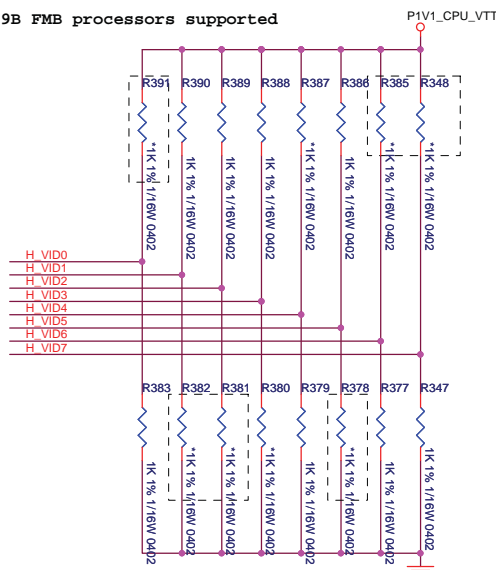 9B FMB processors supported
P1V1_CPU_VTT
R391 R390 R389 R388 R387 R386 R385 R348
*1K 1% 1/16W 0402
1K 1% 1/16W 0402
1K 1% 1/16W 0402
1K 1% 1/16W 0402
*1K 1% 1/16W 0402
1K 1% 1/16W 0402
*1K 1% 1/16W 0402
*1K 1% 1/16W 0402
H_VID0
H_VID1
H_VID2
H_VID3
H_VID4
H_VID5
H_VID6
H_VID7
R383 R382 R381 R380 R379 R378 R377 R347
1K 1% 1/16W 0402
*1K 1% 1/16W 0402
*1K 1% 1/16W 0402
*1K 1% 1/16W 0402
1K 1% 1/16W 0402
*1K 1% 1/16W 0402
1K 1% 1/16W 0402
1K 1% 1/16W 0402